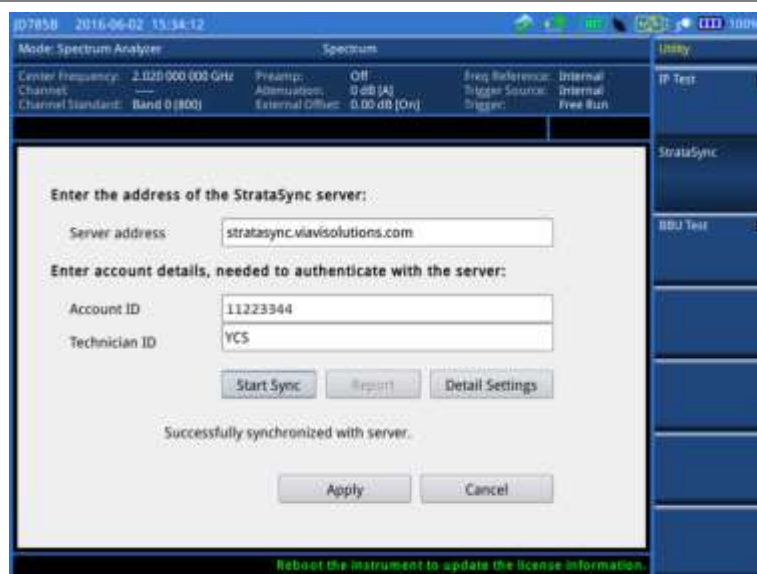 JD785B 2016-06-02 15:34:12
100%
Mode: Spectrum Analyzer
Spectrum
Utility
Center Frequency: 2.020 000 000 GHz
Preamp: Off
Freq Reference: Internal
Channel: ----
Attenuation: 0 dB [A]
Trigger Source: Internal
Channel Standard: Band 0 [800]
External Offset: 0.00 dB [On]
Trigger: Free Run
IP Test
StrataSync
BBU Test
Enter the address of the StrataSync server:
Server address
stratasync.viavisolutions.com
Enter account details, needed to authenticate with the server:
Account ID
11223344
Technician ID
YCS
Start Sync
Report
Detail Settings
Successfully synchronized with server.
Apply
Cancel
Reboot the instrument to update the license information.